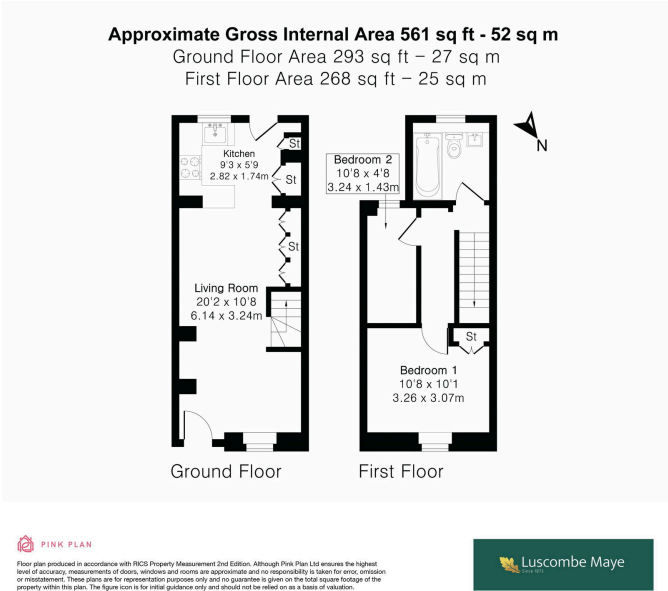 Approximate Gross Internal Area 561 sq ft - 52 sq m
Ground Floor Area 293 sq ft – 27 sq m
First Floor Area 268 sq ft – 25 sq m
N
Kitchen
9'3 x 5'9
2.82 x 1.74m
St
St
St
Living Room
20'2 x 10'8
6.14 x 3.24m
Ground Floor
Bedroom 2
10'8 x 4'8
3.24 x 1.43m
St
Bedroom 1
10'8 x 10'1
3.26 x 3.07m
First Floor
PINK PLAN
Floor plan produced in accordance with RICS Property Measurement 2nd Edition. Although Pink Plan Ltd ensures the highest
level of accuracy, measurements of doors, windows and rooms are approximate and no responsibility is taken for error, omission
or misstatement. These plans are for representation purposes only and no guarantee is given on the total square footage of the
property within this plan. The figure icon is for initial guidance only and should not be relied on as a basis of valuation.
Luscombe Maye
Since 1873